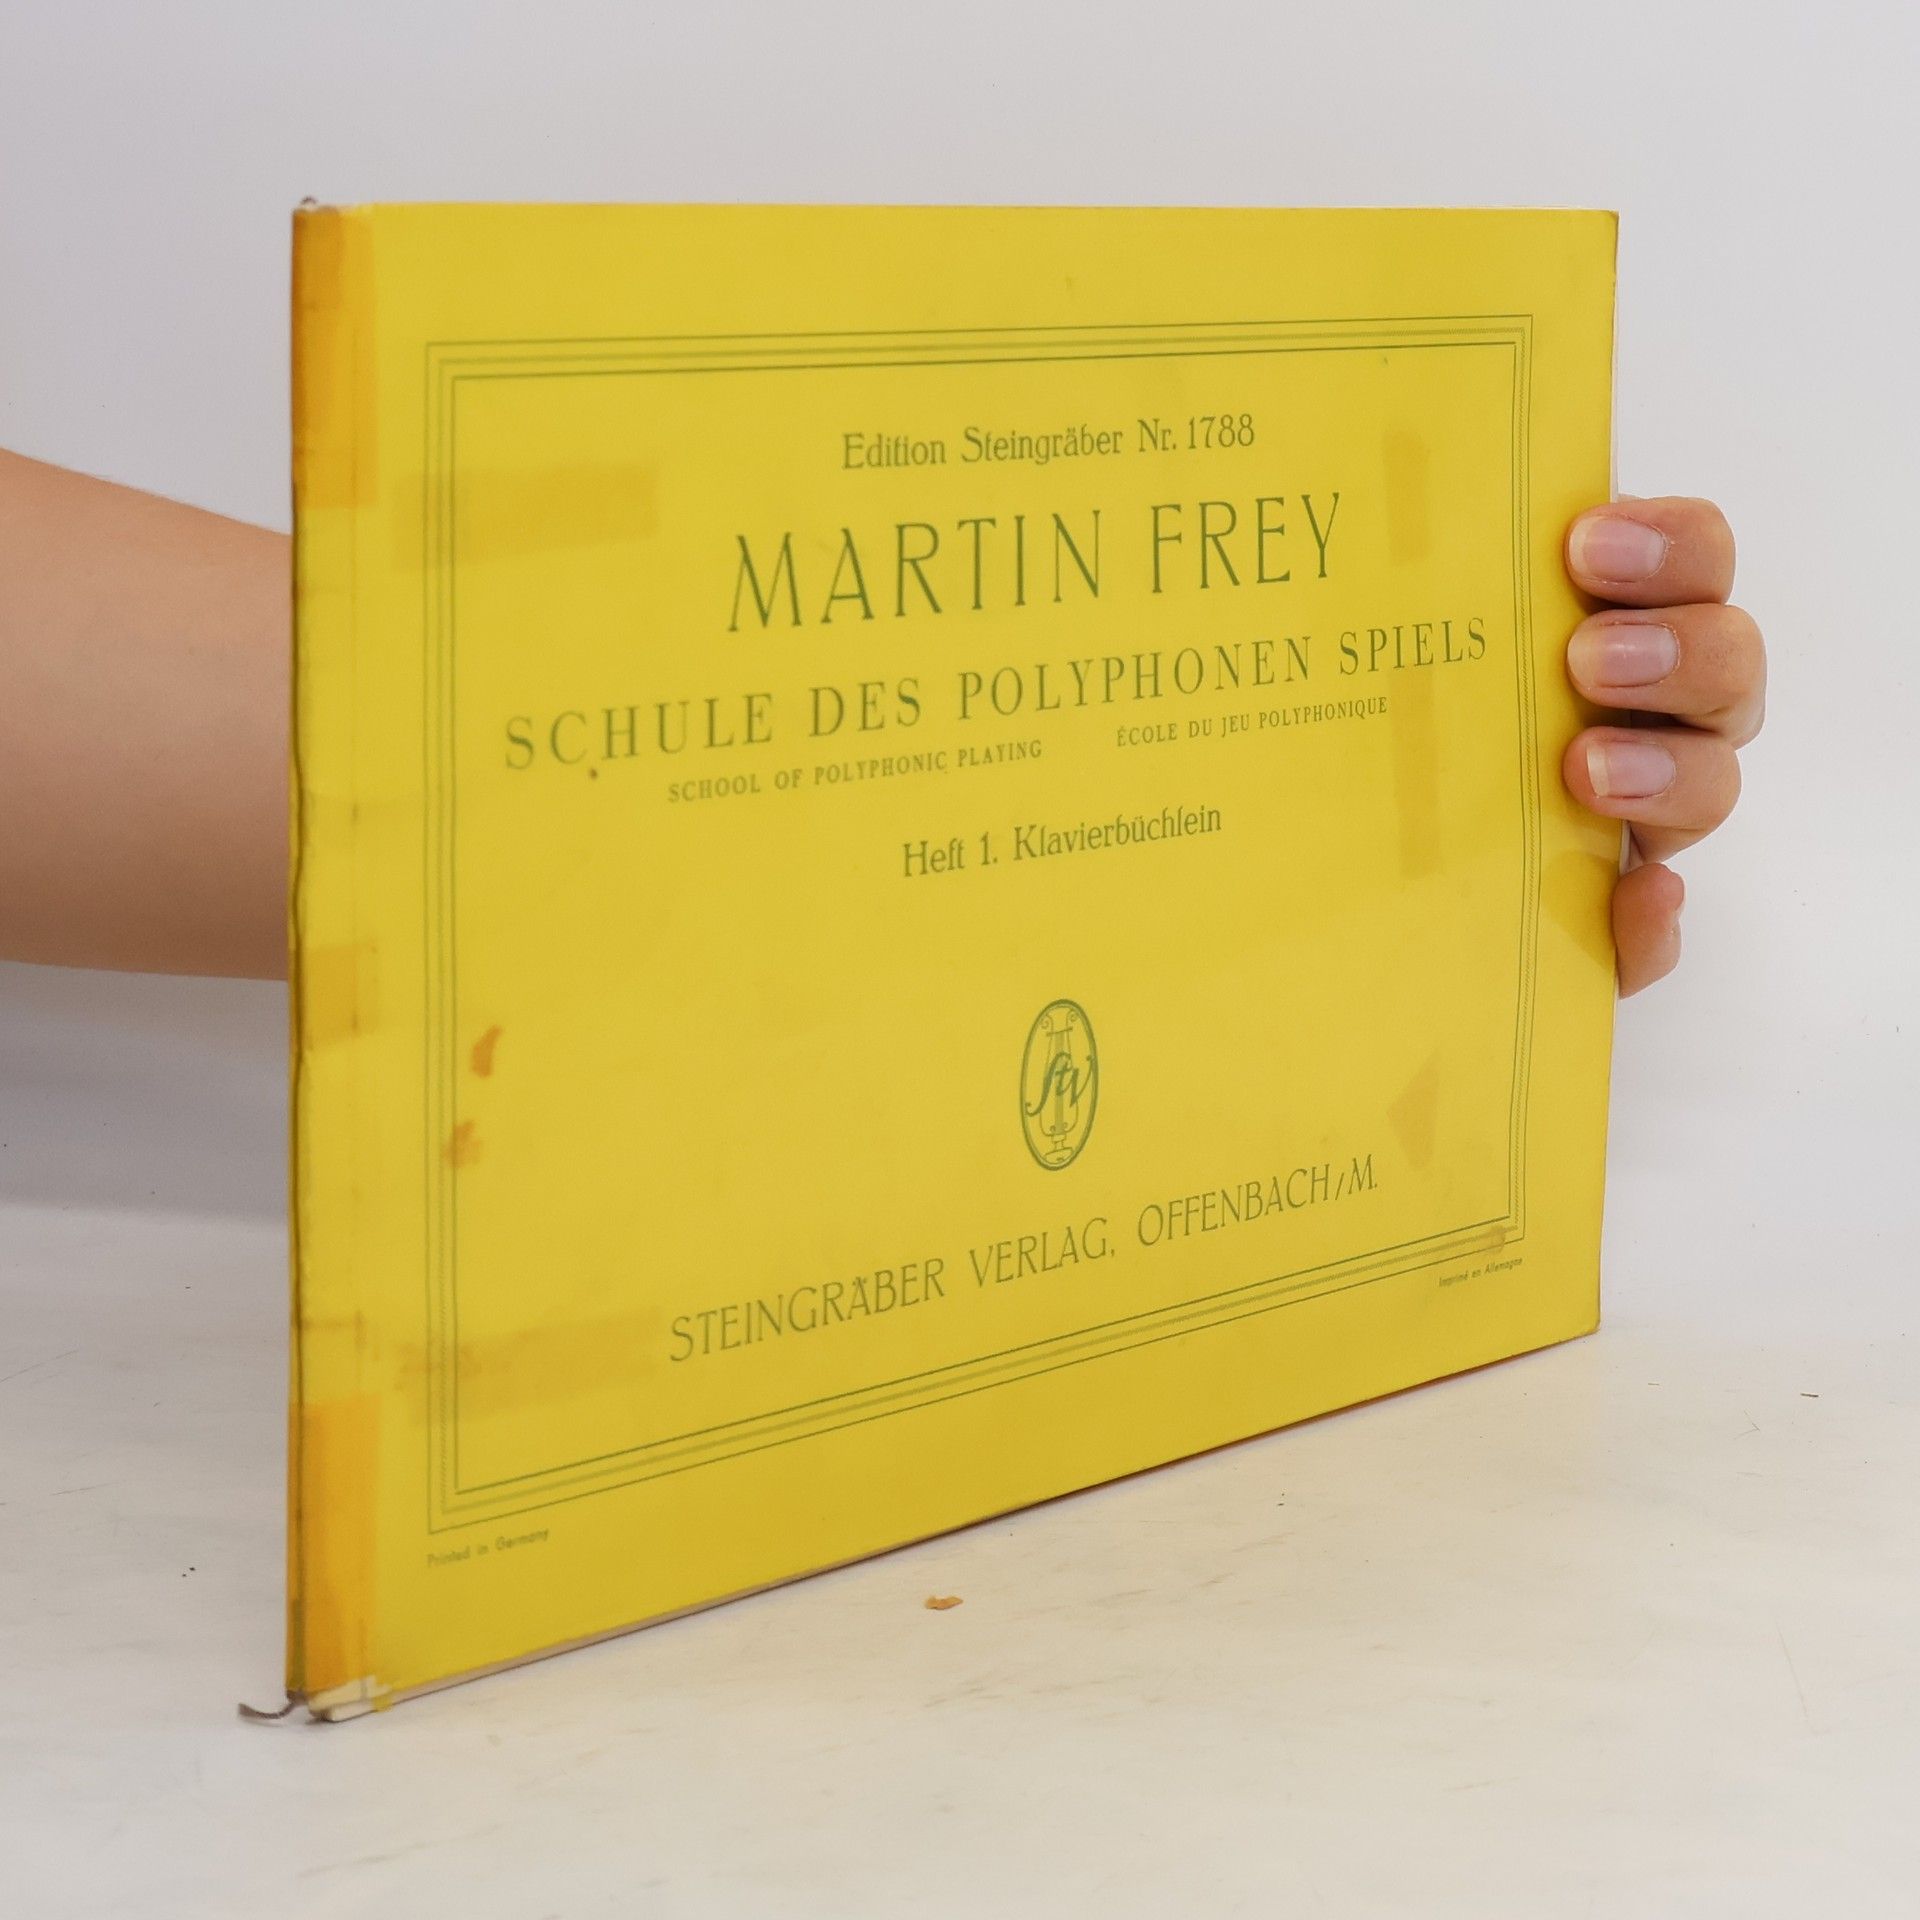 Edition Steingräber Nr. 1788
MARTIN FREY
SCHULE DES POLYPHONEN SPIELS
SCHOOL OF POLYPHONIC PLAYING ÉCOLE DU JEU POLYPHONIQUE
Heft 1. Klavierbüchlein
StV
STEINGRÄBER VERLAG, OFFENBACH/M.
Printed in Germany Imprimé en Allemagne